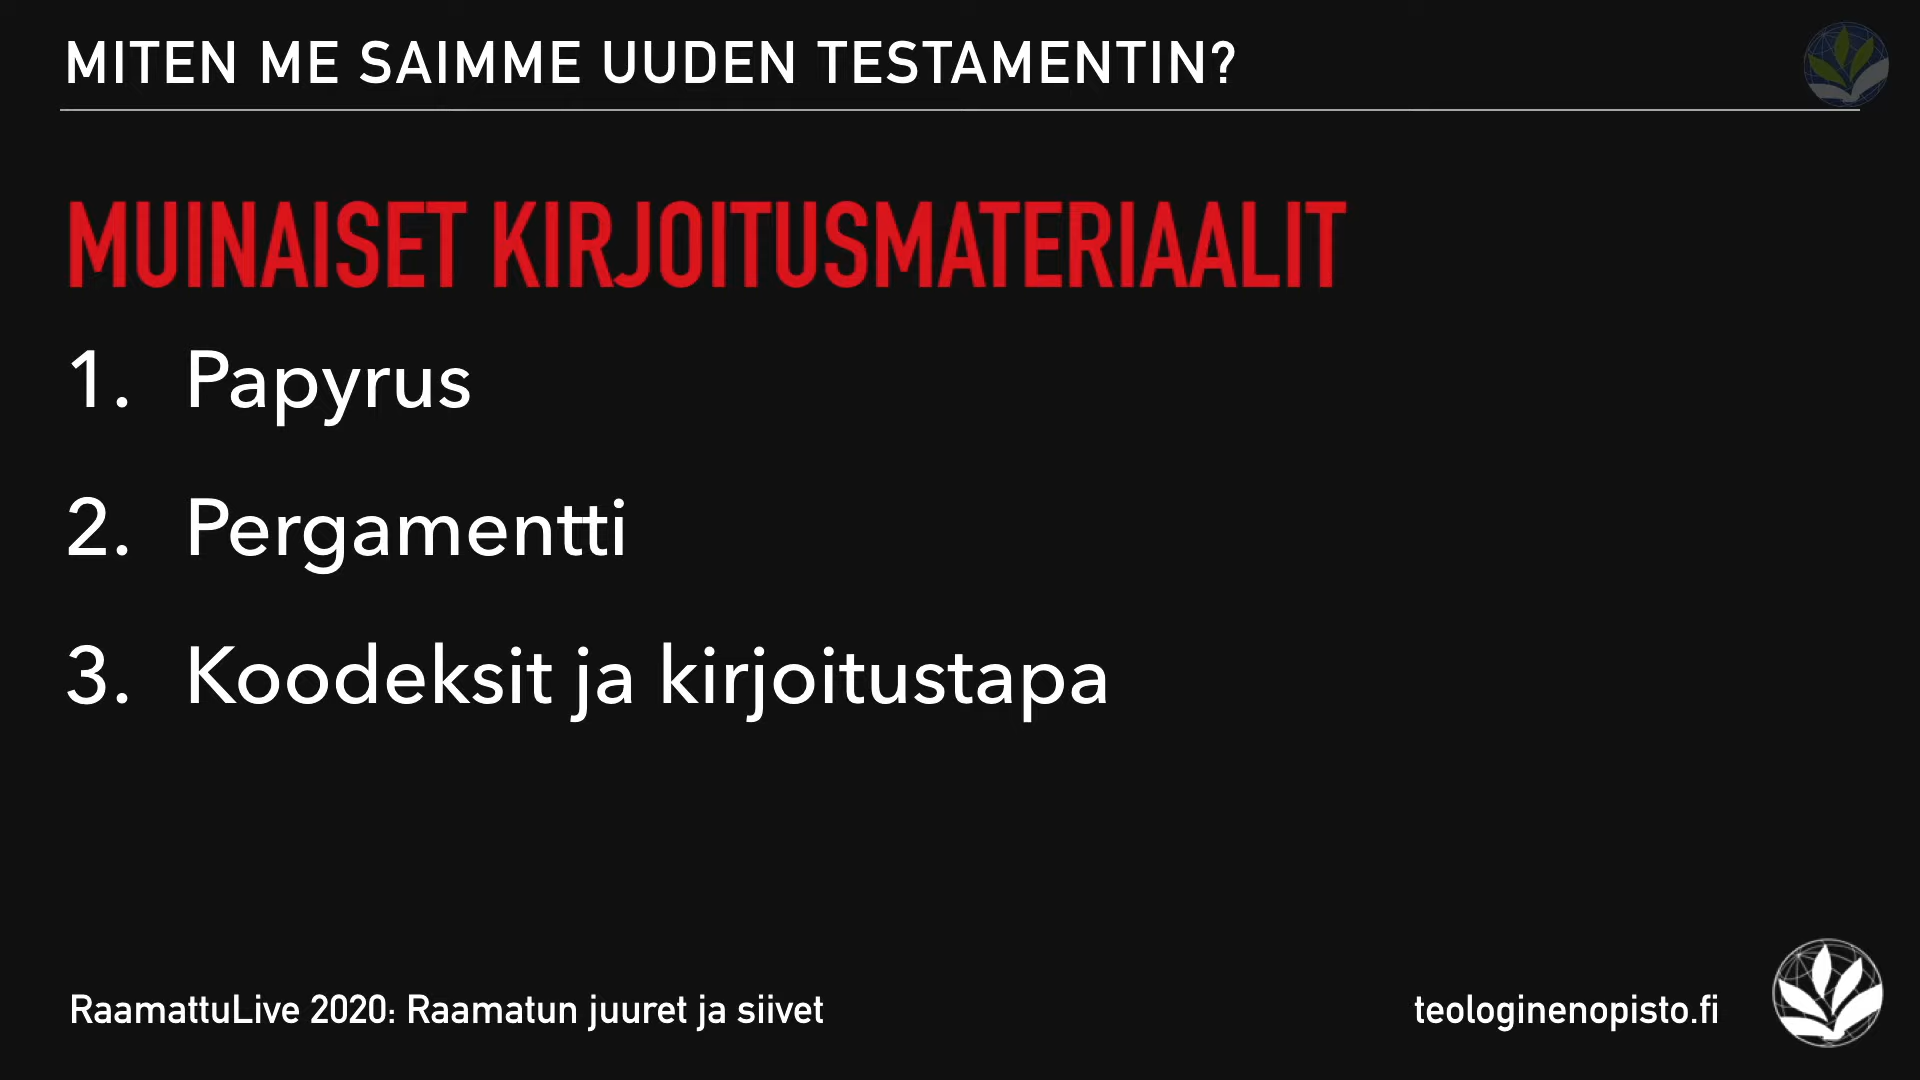 MITEN ME SAIMME UUDEN TESTAMENTIN?
MUINAISET KIRJOITUSMATERIAALIT
1. Papyrus
2. Pergamentti
3. Koodeksit ja kirjoitustapa
RaamattuLive 2020: Raamatun juuret ja siivet
teologinenopisto.fi